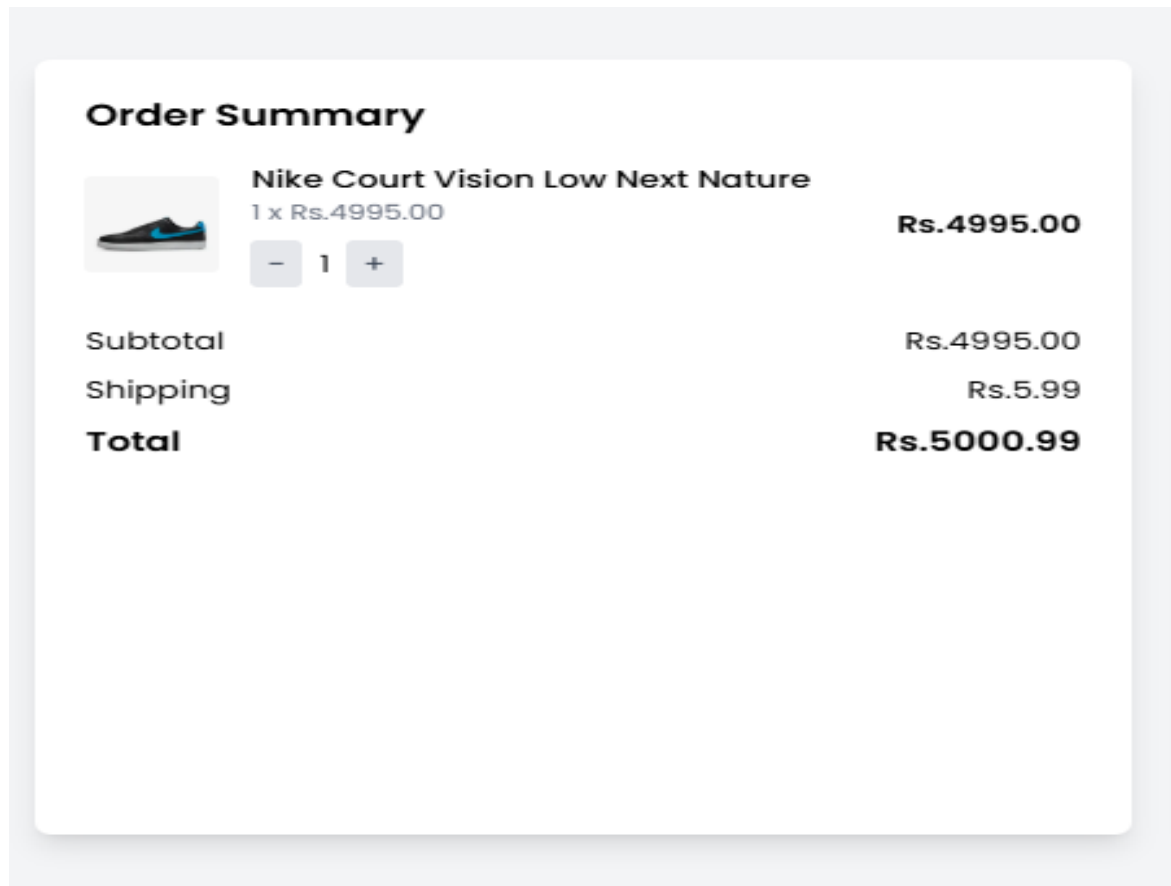 Order Summary
Nike Court Vision Low Next Nature
1 x Rs.4995.00
Rs.4995.00
- 1 +
Subtotal Rs.4995.00
Shipping Rs.5.99
Total Rs.5000.99